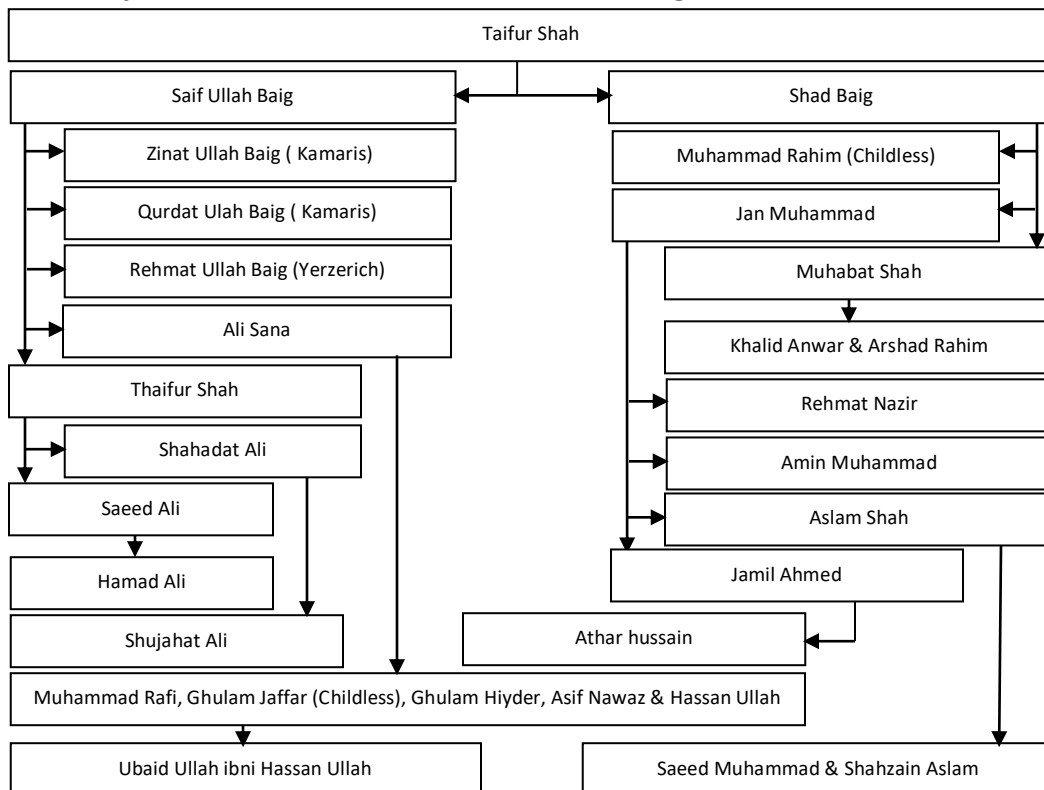 Taifur Shah
Saif Ullah Baig
Shad Baig
Zinat Ullah Baig ( Kamaris)
Muhammad Rahim (Childless)
Qurdat Ulah Baig ( Kamaris)
Jan Muhammad
Rehmat Ullah Baig (Yerzerich)
Muhabat Shah
Ali Sana
Khalid Anwar & Arshad Rahim
Thaifur Shah
Rehmat Nazir
Shahadat Ali
Amin Muhammad
Saeed Ali
Aslam Shah
Hamad Ali
Jamil Ahmed
Shujahat Ali
Athar hussain
Muhammad Rafi, Ghulam Jaffar (Childless), Ghulam Hiyder, Asif Nawaz & Hassan Ullah
Ubaid Ullah ibni Hassan Ullah
Saeed Muhammad & Shahzain Aslam